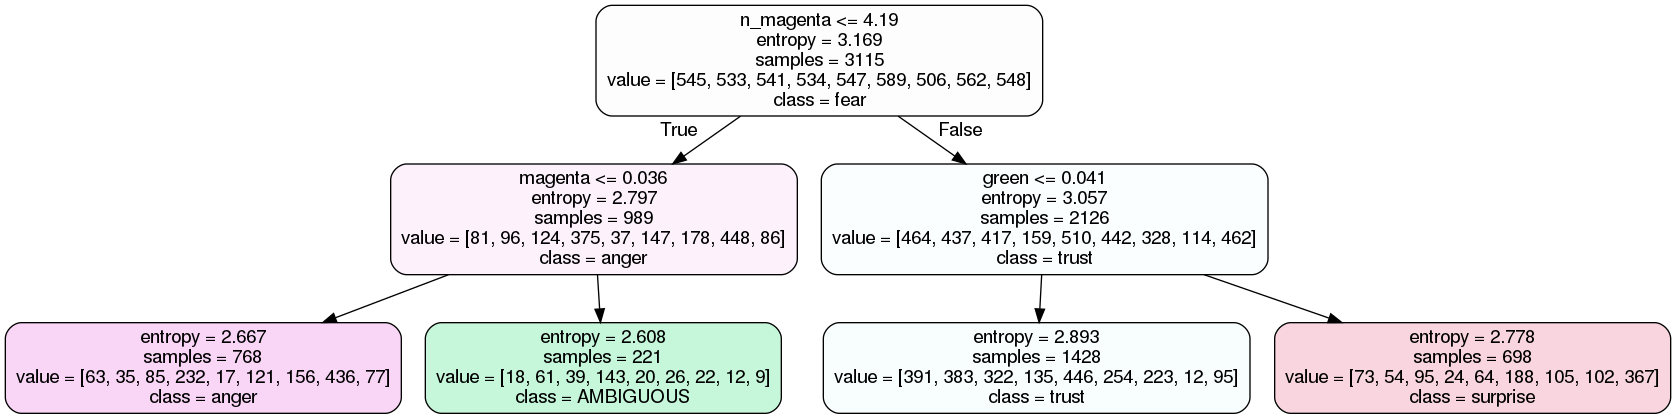 n_magenta <= 4.19
entropy = 3.169
samples = 3115
value = [545, 533, 541, 534, 547, 589, 506, 562, 548]
class = fear
True
False
magenta <= 0.036
entropy = 2.797
samples = 989
value = [81, 96, 124, 375, 37, 147, 178, 448, 86]
class = anger
green <= 0.041
entropy = 3.057
samples = 2126
value = [464, 437, 417, 159, 510, 442, 328, 114, 462]
class = trust
entropy = 2.667
samples = 768
value = [63, 35, 85, 232, 17, 121, 156, 436, 77]
class = anger
entropy = 2.608
samples = 221
value = [18, 61, 39, 143, 20, 26, 22, 12, 9]
class = AMBIGUOUS
entropy = 2.893
samples = 1428
value = [391, 383, 322, 135, 446, 254, 223, 12, 95]
class = trust
entropy = 2.778
samples = 698
value = [73, 54, 95, 24, 64, 188, 105, 102, 367]
class = surprise